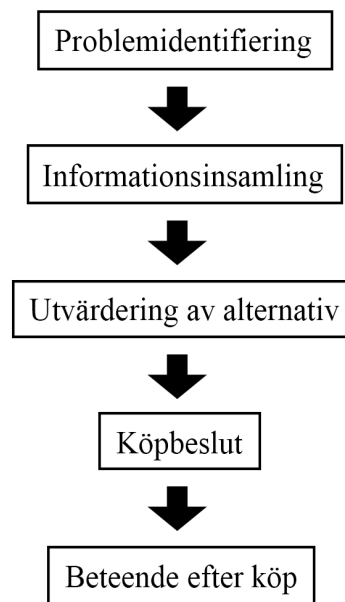 Problemidentifiering
Informationsinsamling
Utvärdering av alternativ
Köpbeslut
Beteende efter köp